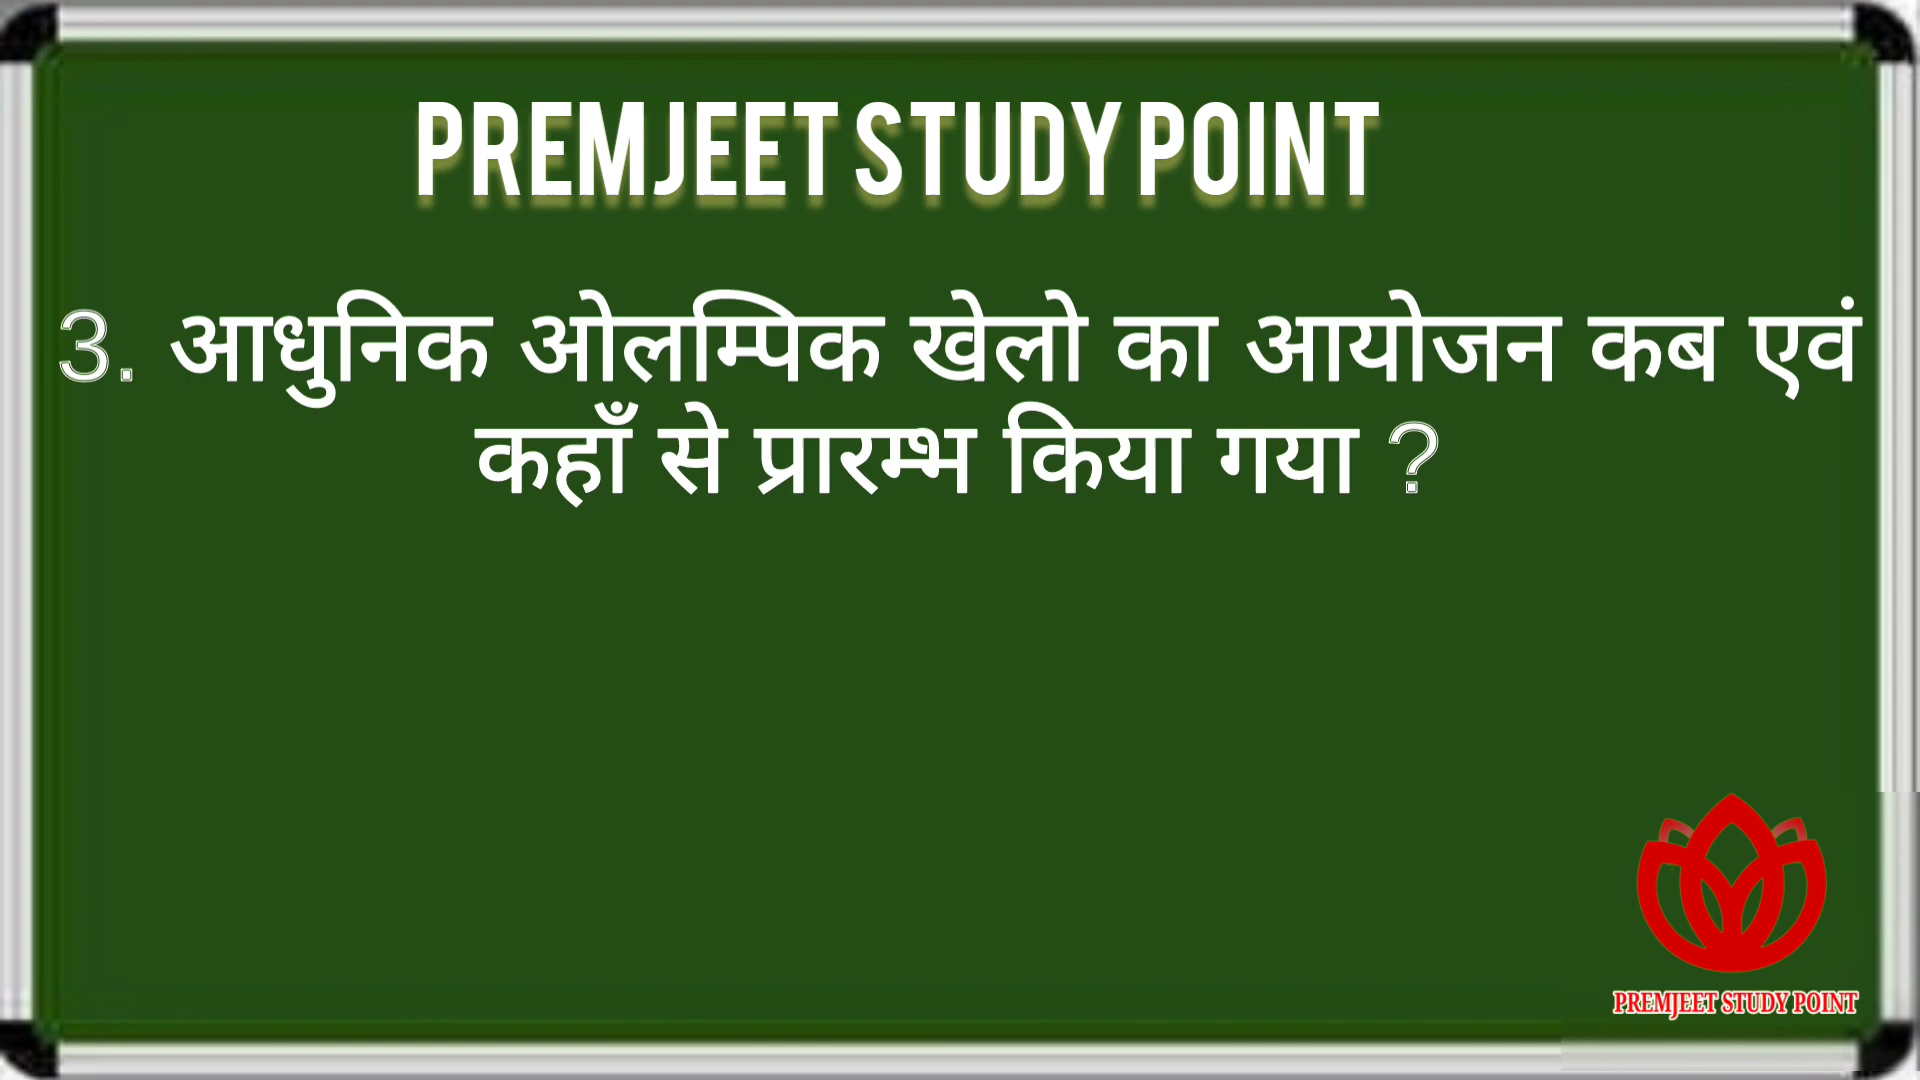 PREMJEET STUDY POINT
3. आधुनिक ओलम्पिक खेलो का आयोजन कब एवं
कहाँ से प्रारम्भ किया गया ?
PREMJEET STUDY POINT